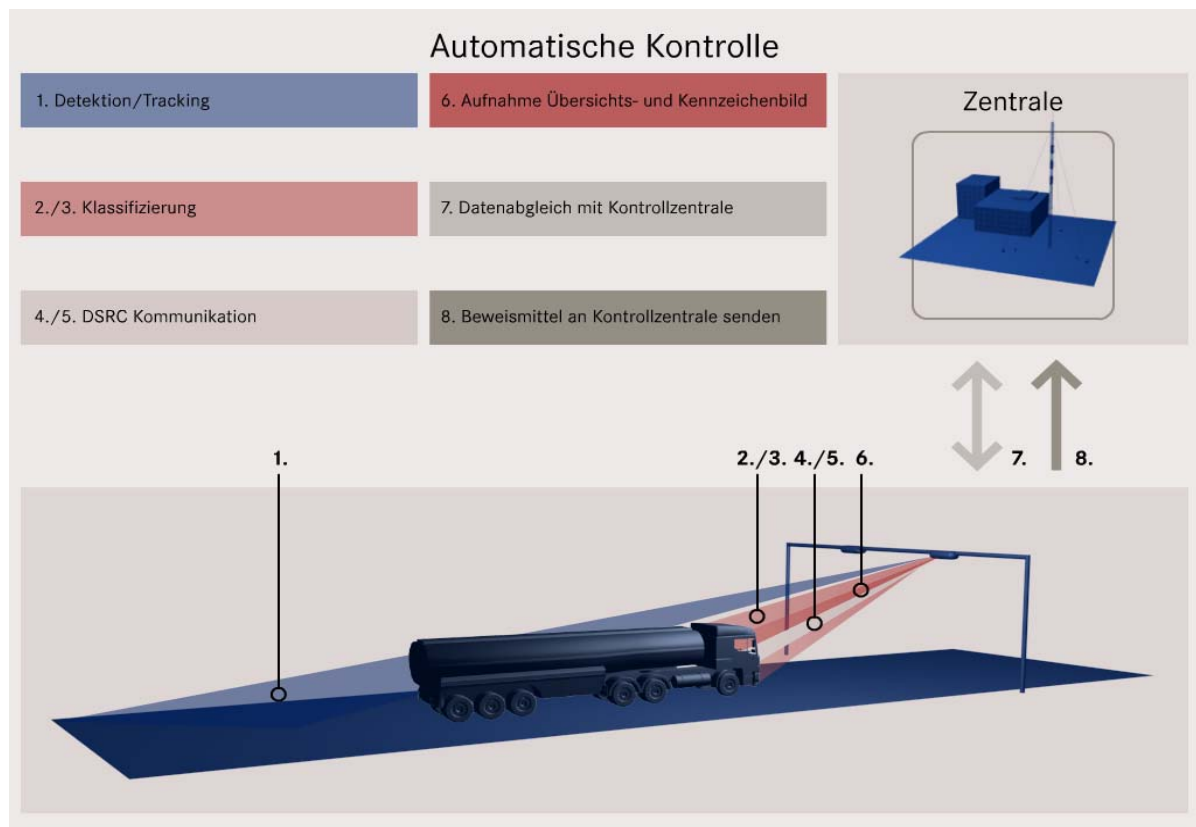 Automatische Kontrolle
1. Detektion/Tracking
6. Aufnahme Übersichts- und Kennzeichenbild
Zentrale
2./3. Klassifizierung
7. Datenabgleich mit Kontrollzentrale
4./5. DSRC Kommunikation
8. Beweismittel an Kontrollzentrale senden
1.
2./3. 4./5. 6.
7.
8.